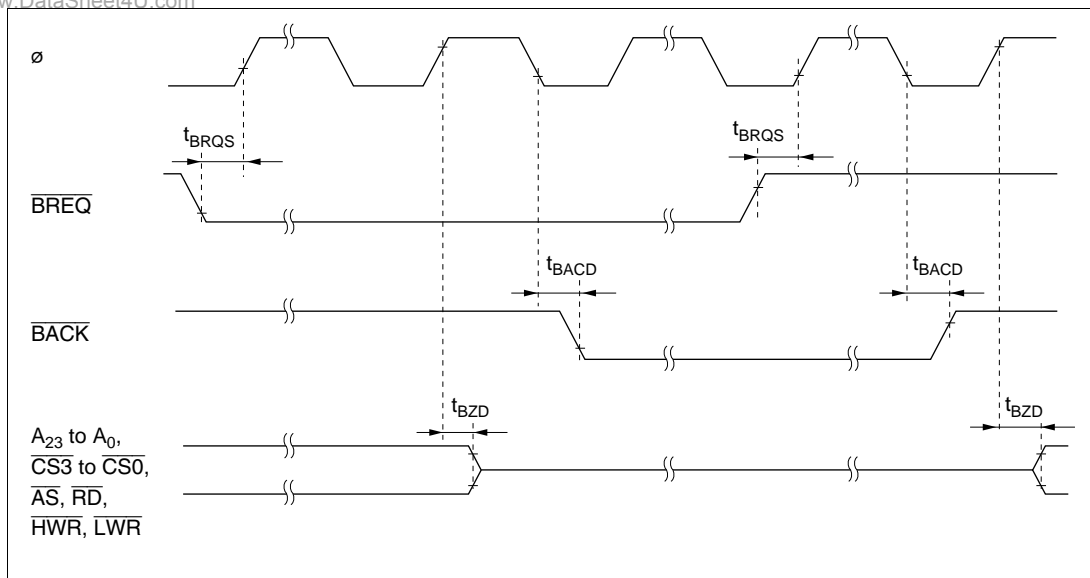 w.DataSheet4U.com
ø
tBRQS
tBRQS
BREQ
tBACD
tBACD
BACK
tBZD
tBZD
A23 to A0,
CS3 to CS0,
AS, RD,
HWR, LWR